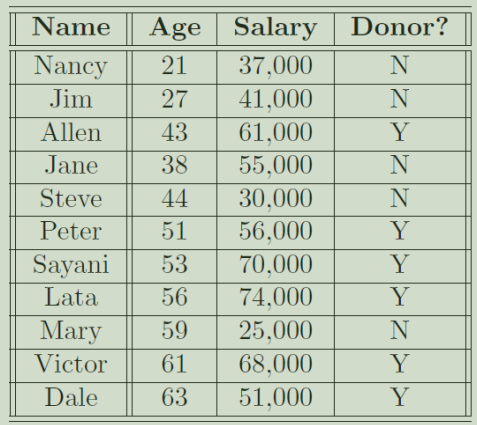 Name Age Salary Donor?
Nancy 21 37,000 N
Jim 27 41,000 N
Allen 43 61,000 Y
Jane 38 55,000 N
Steve 44 30,000 N
Peter 51 56,000 Y
Sayani 53 70,000 Y
Lata 56 74,000 Y
Mary 59 25,000 N
Victor 61 68,000 Y
Dale 63 51,000 Y